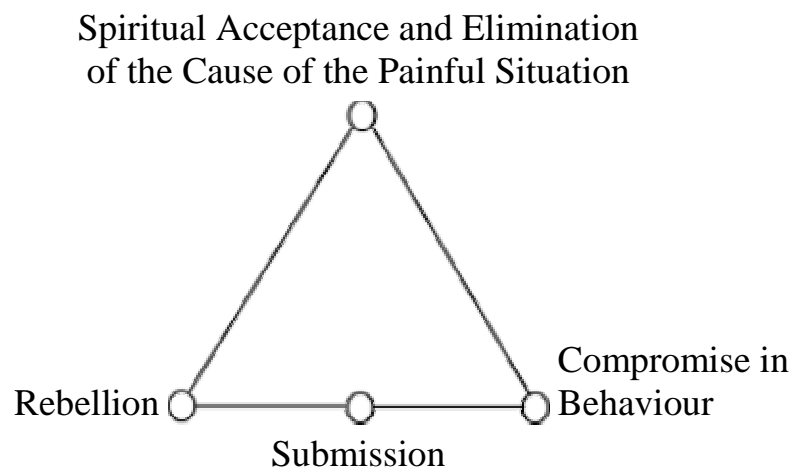 Spiritual Acceptance and Elimination
of the Cause of the Painful Situation
Compromise in
Rebellion
Behaviour
Submission